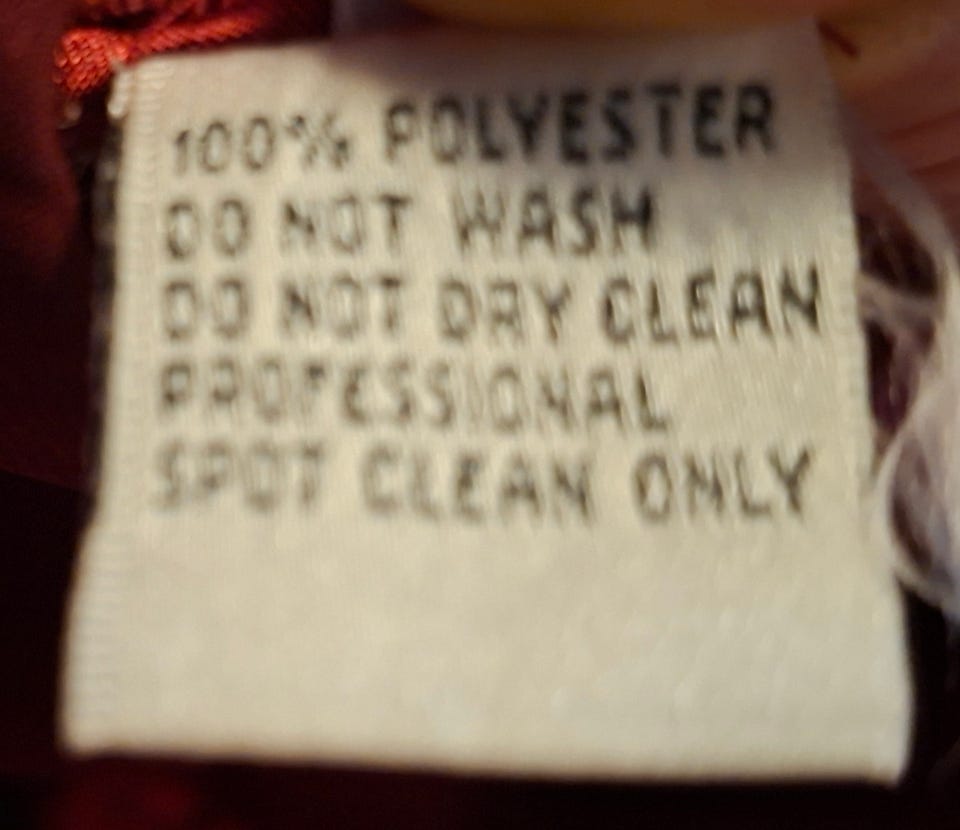 100% POLYESTER
DO NOT WASH
DO NOT DRY CLEAN
PROFESSIONAL
SPOT CLEAN ONLY